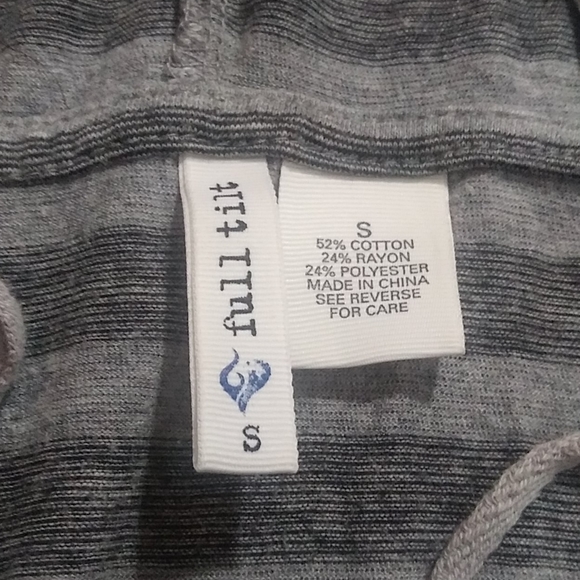 full tilt
S
S
52% COTTON
24% RAYON
24% POLYESTER
MADE IN CHINA
SEE REVERSE
FOR CARE